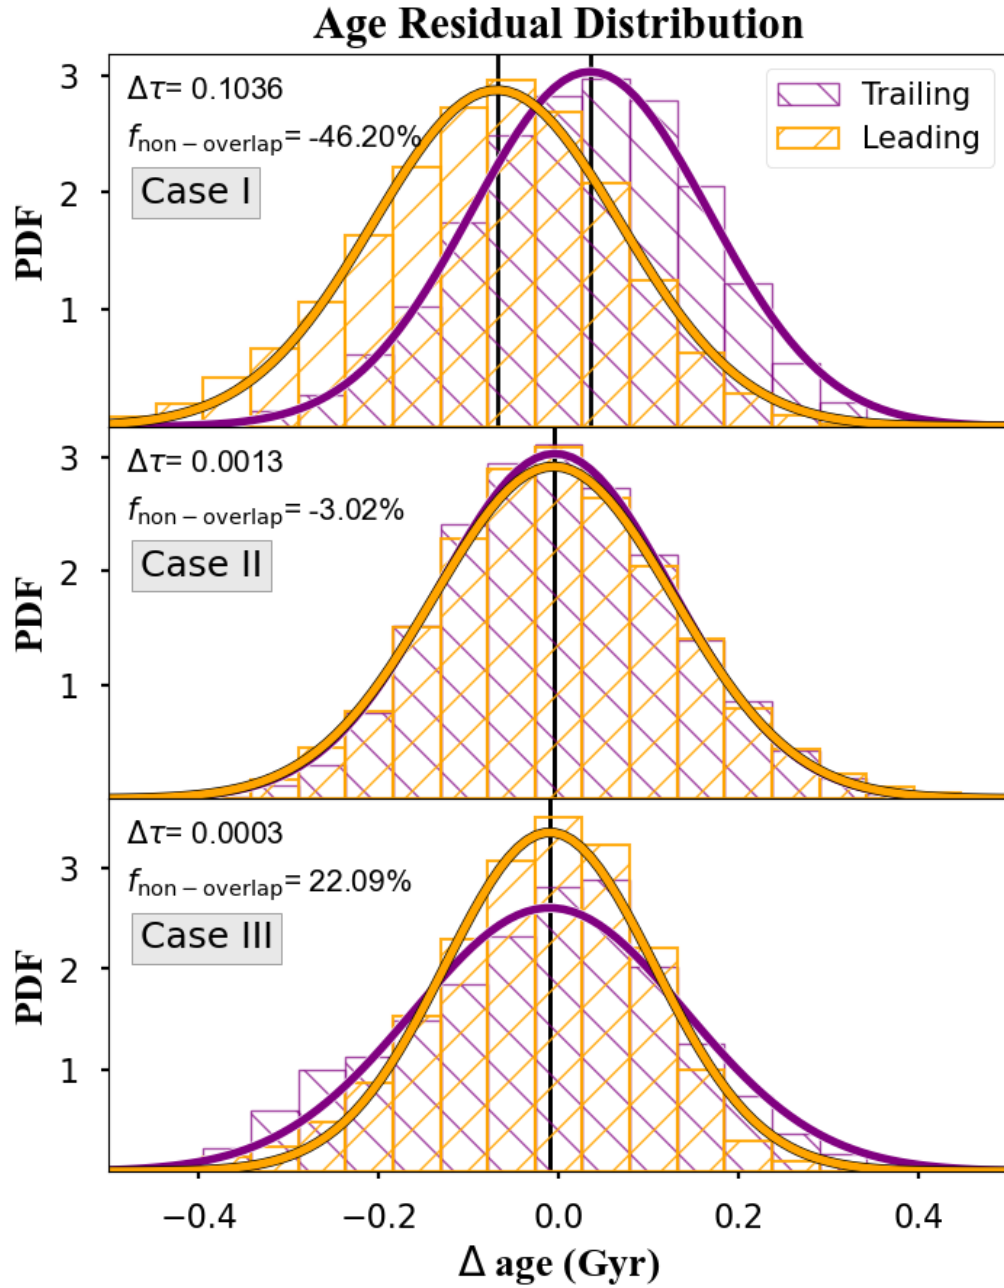 Age Residual Distribution
Δτ= 0.1036
f_non−overlap= -46.20%
Case I
Trailing
Leading
PDF
3
2
1
Δτ= 0.0013
f_non−overlap= -3.02%
Case II
PDF
3
2
1
Δτ= 0.0003
f_non−overlap= 22.09%
Case III
PDF
3
2
1
−0.4 −0.2 0.0 0.2 0.4
Δ age (Gyr)